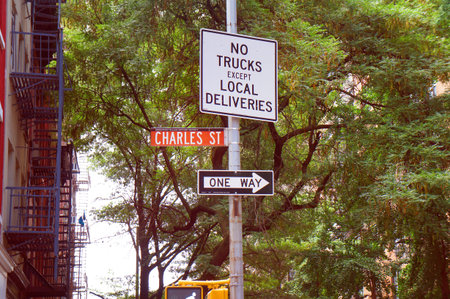 NO
TRUCKS
EXCEPT
LOCAL
DELIVERIES
CHARLES ST
ONE WAY